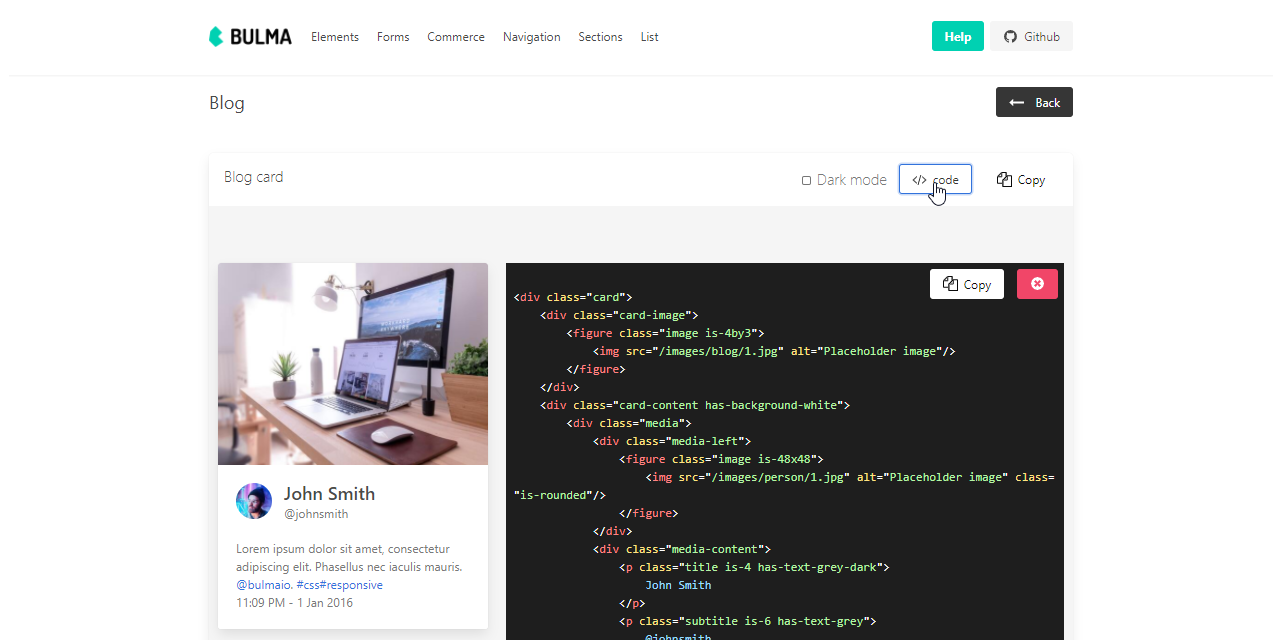 BULMA Elements Forms Commerce Navigation Sections List Help Github
Blog Back
Blog card Dark mode </> code Copy
Copy
<div class="card">
<div class="card-image">
<figure class="image is-4by3">
<img src="/images/blog/1.jpg" alt="Placeholder image"/>
</figure>
</div>
<div class="card-content has-background-white">
<div class="media">
<div class="media-left">
<figure class="image is-48x48">
<img src="/images/person/1.jpg" alt="Placeholder image" class=
"is-rounded"/>
</figure>
</div>
<div class="media-content">
<p class="title is-4 has-text-grey-dark">
John Smith
</p>
<p class="subtitle is-6 has-text-grey">
@johnsmith
John Smith
@johnsmith
Lorem ipsum dolor sit amet, consectetur
adipiscing elit. Phasellus nec iaculis mauris.
@bulmaio. #css#responsive
11:09 PM - 1 Jan 2016